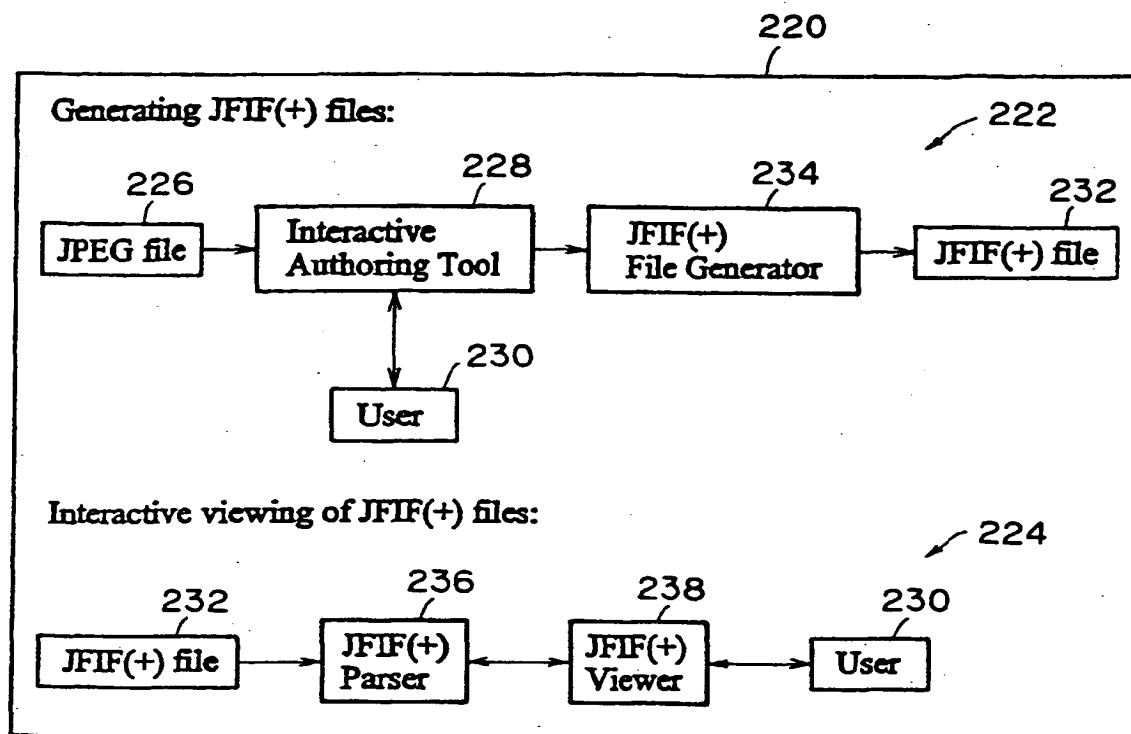 220
Generating JFIF(+) files:
222
226
228
234
232
JPEG file
Interactive
Authoring Tool
JFIF(+)
File Generator
JFIF(+) file
230
User
Interactive viewing of JFIF(+) files:
224
232
236
238
230
JFIF(+) file
JFIF(+)
Parser
JFIF(+)
Viewer
User